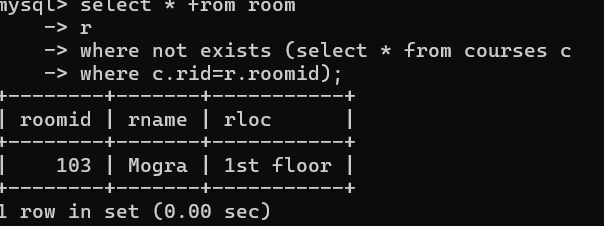 mysql> select * from room
    -> r
    -> where not exists (select * from courses c
    -> where c.rid=r.roomid);
+--------+-------+-----------+
| roomid | rname | rloc      |
+--------+-------+-----------+
|    103 | Mogra | 1st floor |
+--------+-------+-----------+
1 row in set (0.00 sec)